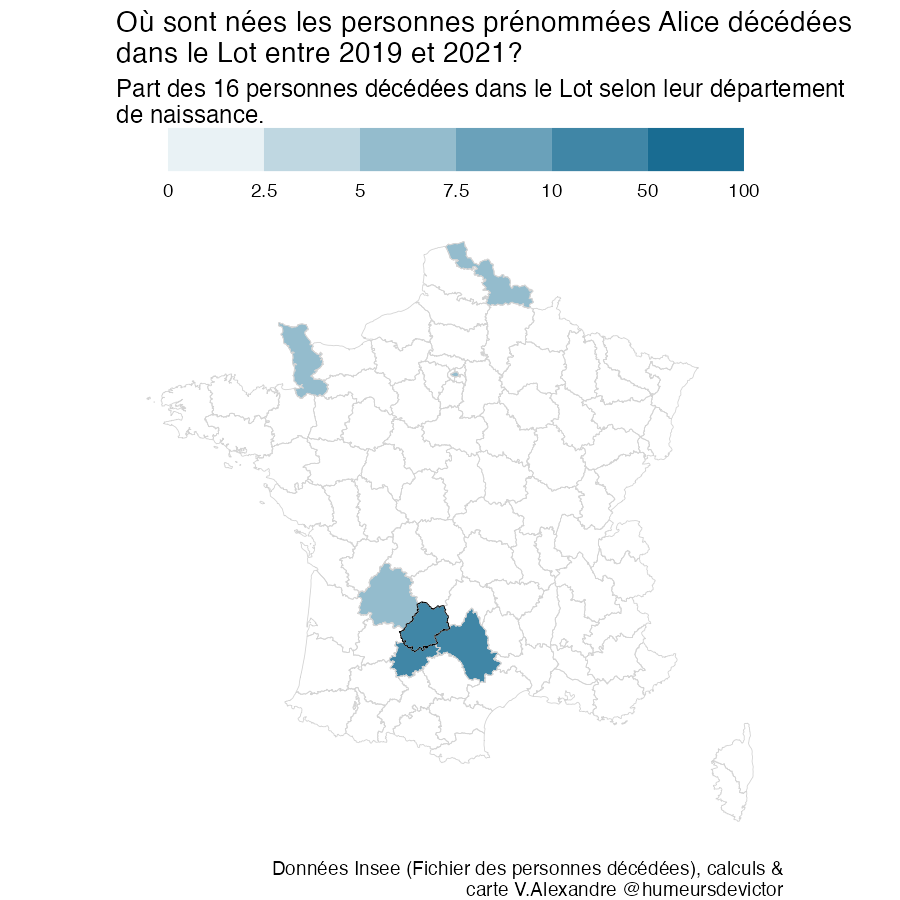 Où sont nées les personnes prénommées Alice décédées
dans le Lot entre 2019 et 2021?
Part des 16 personnes décédées dans le Lot selon leur département
de naissance.
0 2.5 5 7.5 10 50 100
Données Insee (Fichier des personnes décédées), calculs &
carte V.Alexandre @humeursdevictor